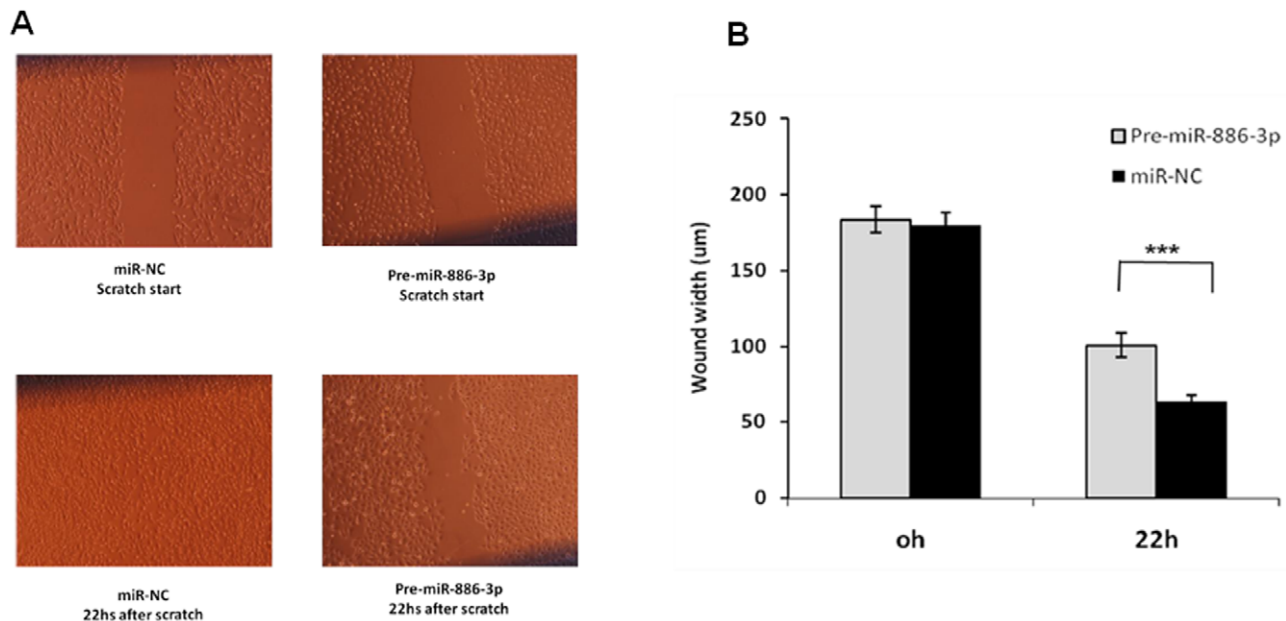 A
miR-NC
Scratch start
Pre-miR-886-3p
Scratch start
miR-NC
22hs after scratch
Pre-miR-886-3p
22hs after scratch
B
Wound width (um)
250
200
150
100
50
0
Pre-miR-886-3p
miR-NC
***
oh
22h